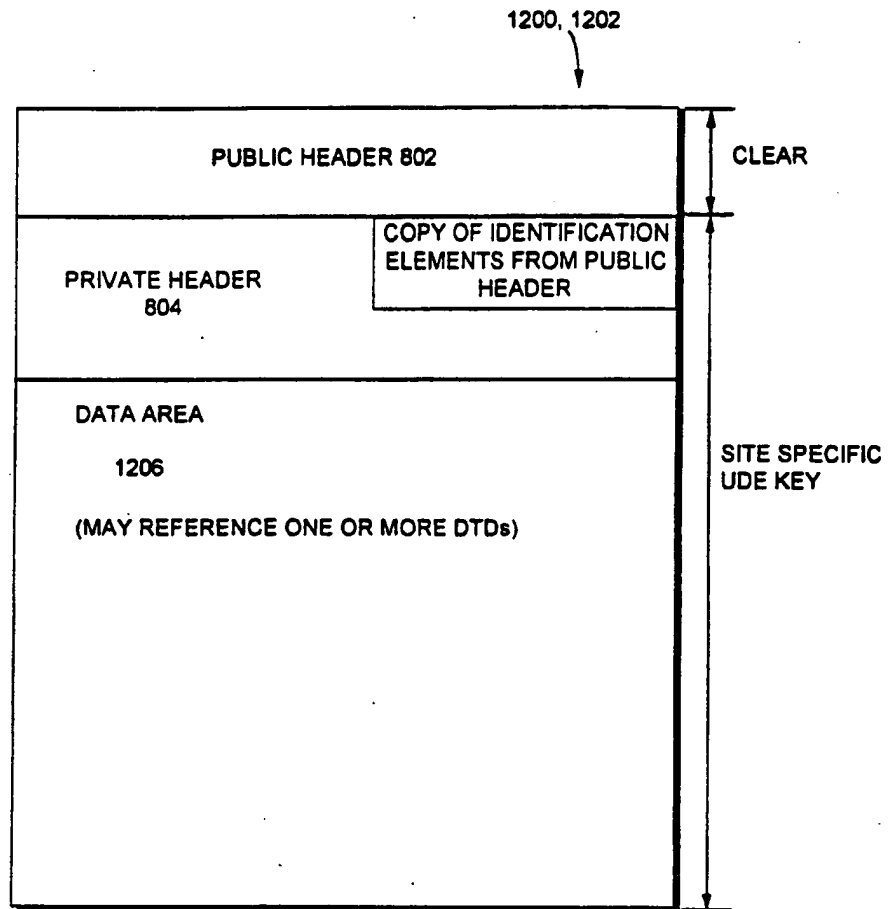 1200, 1202
PUBLIC HEADER 802
CLEAR
COPY OF IDENTIFICATION
ELEMENTS FROM PUBLIC
HEADER
PRIVATE HEADER
804
DATA AREA
1206
(MAY REFERENCE ONE OR MORE DTDs)
SITE SPECIFIC
UDE KEY